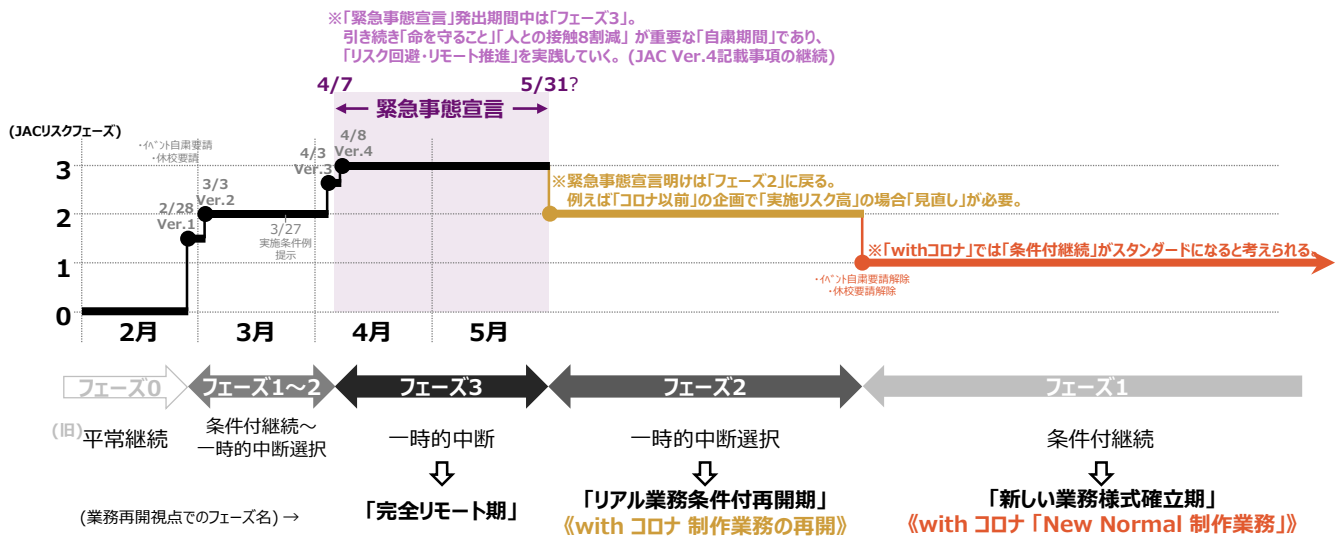 ※「緊急事態宣言」発出期間中は「フェーズ3」。
引き続き「命を守ること」「人との接触8割減」 が重要な「自粛期間」であり、
「リスク回避・リモート推進」を実践していく。 (JAC Ver.4記載事項の継続)
4/7
5/31?
緊急事態宣言
(JACリスクフェーズ)
・イベント自粛要請
・休校要請
4/3
Ver.3
4/8
Ver.4
3
2/28
Ver.1
3/3
Ver.2
※緊急事態宣言明けは「フェーズ2」に戻る。
例えば「コロナ以前」の企画で「実施リスク高」の場合「見直し」が必要。
2
3/27
実施条件例
提示
※「withコロナ」では「条件付継続」がスタンダードになると考えられる。
1
・イベント自粛要請解除
・休校要請解除
0
2月
3月
4月
5月
フェーズ0
フェーズ1～2
フェーズ3
フェーズ2
フェーズ1
(旧)
平常継続
条件付継続～
一時的中断選択
一時的中断
一時的中断選択
条件付継続
(業務再開視点でのフェーズ名) →
「完全リモート期」
「リアル業務条件付再開期」
《with コロナ 制作業務の再開》
「新しい業務様式確立期」
《with コロナ 「New Normal 制作業務」》